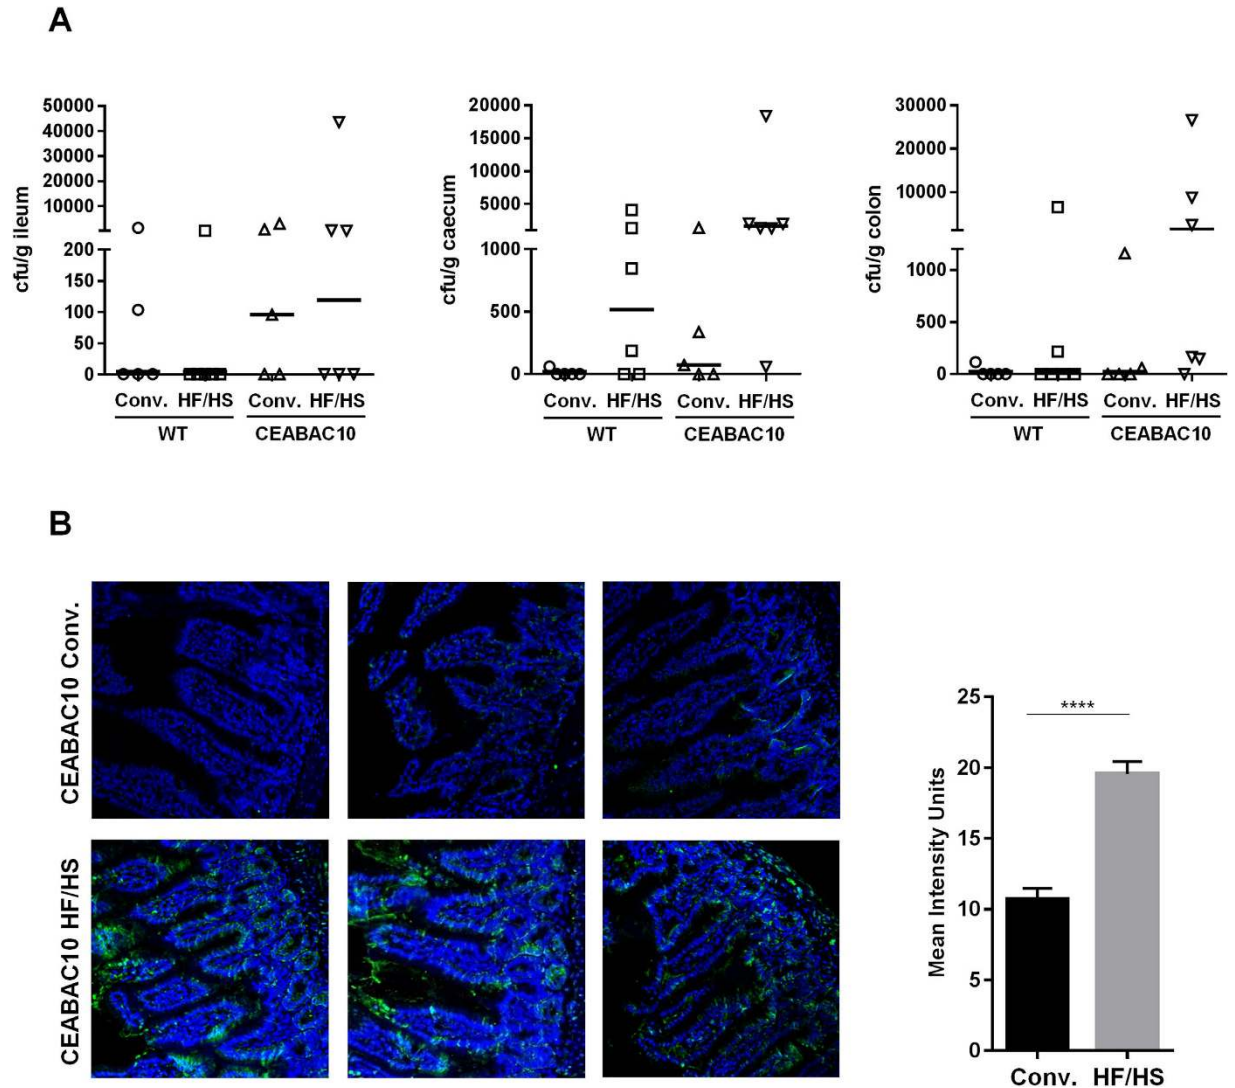 A
cfu/g ileum
50000
40000
30000
20000
10000
200
150
100
50
0
Conv. HF/HS Conv. HF/HS
WT CEABAC10
cfu/g caecum
20000
15000
10000
5000
1000
500
0
Conv. HF/HS Conv. HF/HS
WT CEABAC10
cfu/g colon
30000
20000
10000
1000
500
0
Conv. HF/HS Conv. HF/HS
WT CEABAC10
B
CEABAC10 Conv.
CEABAC10 HF/HS
Mean Intensity Units
25
20
15
10
5
0
****
Conv. HF/HS